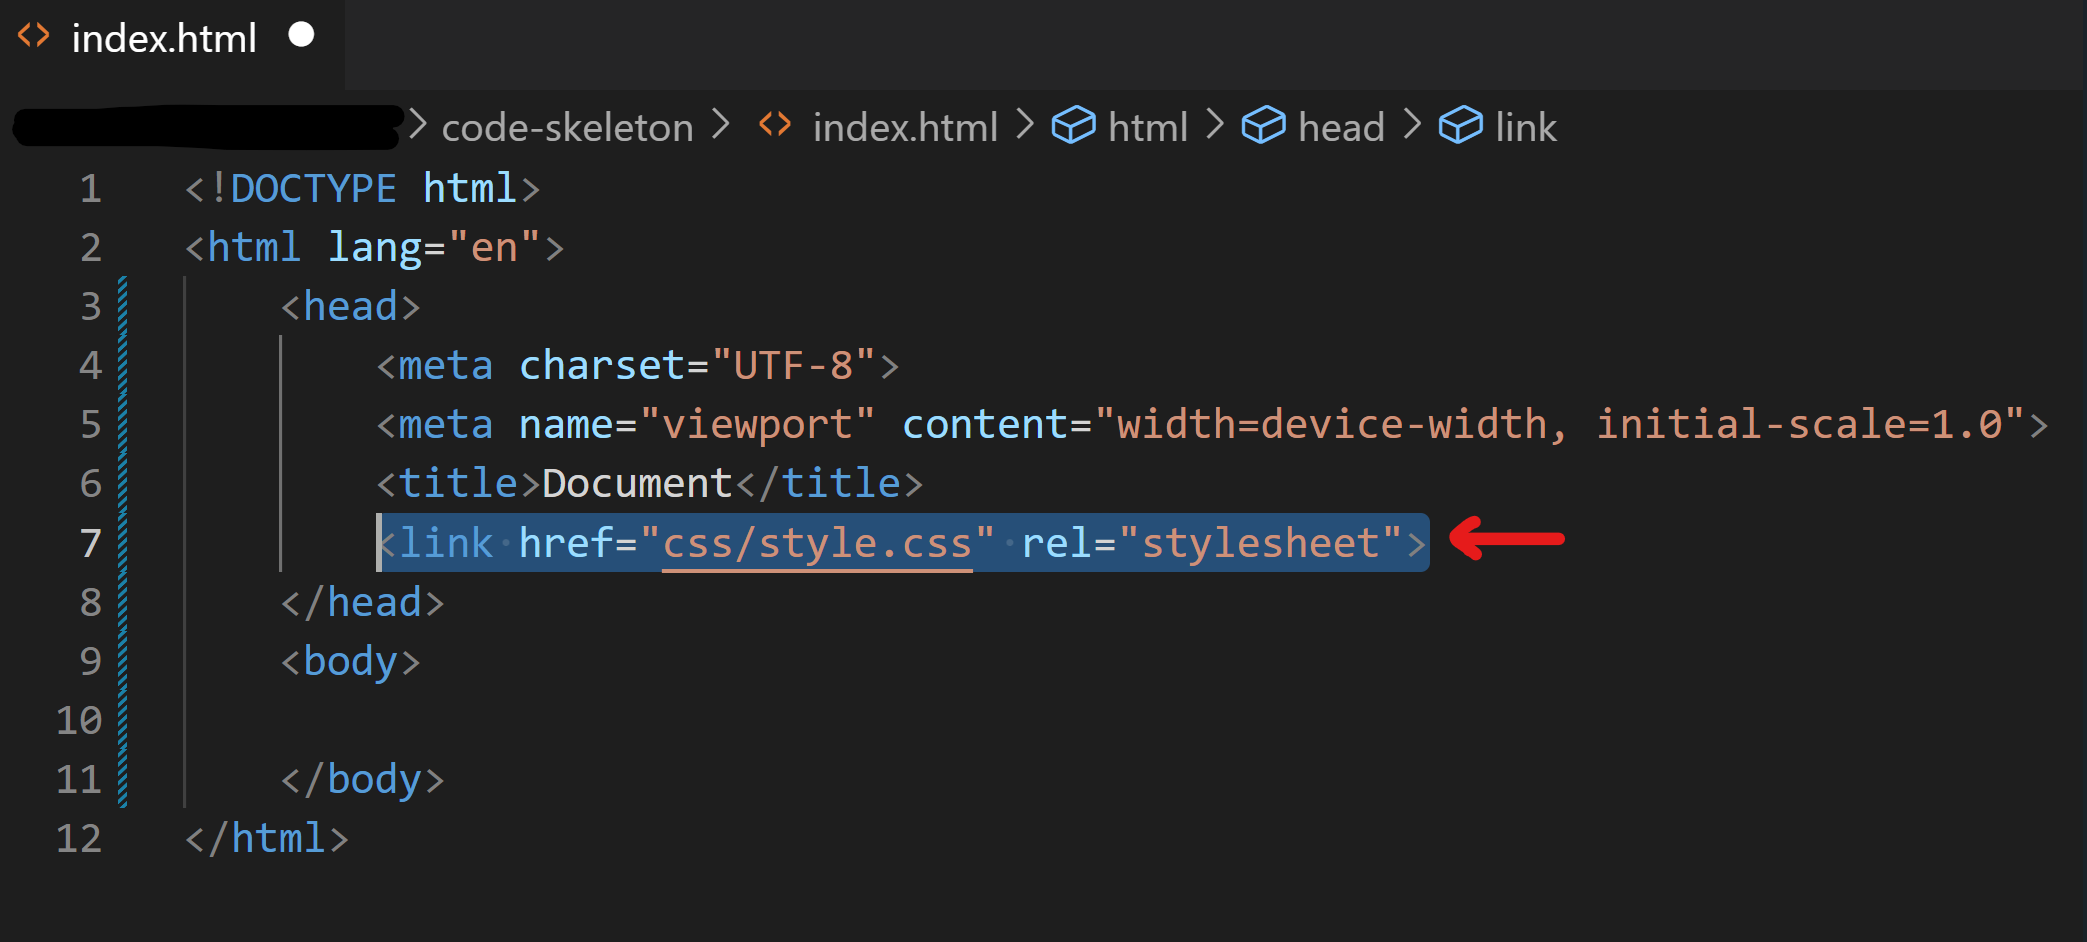 index.html
code-skeleton > index.html > html > head > link
1 <!DOCTYPE html>
2 <html lang="en">
3 <head>
4 <meta charset="UTF-8">
5 <meta name="viewport" content="width=device-width, initial-scale=1.0">
6 <title>Document</title>
7 <link href="css/style.css" rel="stylesheet">
8 </head>
9 <body>
10
11 </body>
12 </html>